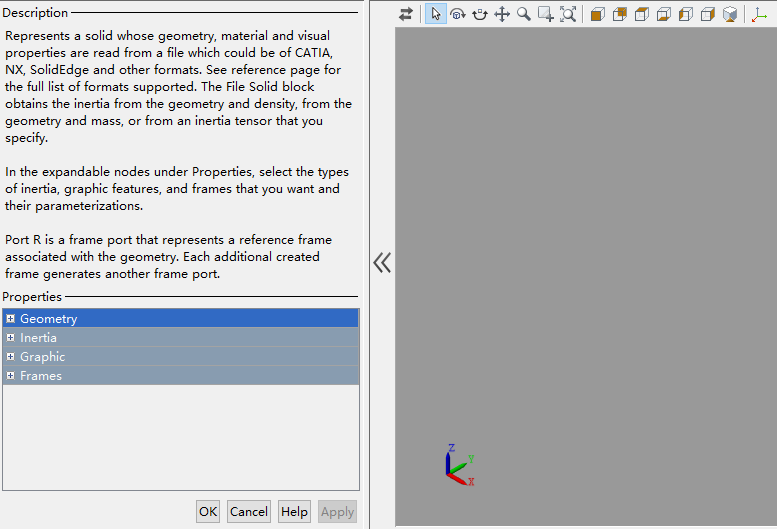 Description
Represents a solid whose geometry, material and visual
properties are read from a file which could be of CATIA,
NX, SolidEdge and other formats. See reference page for
the full list of formats supported. The File Solid block
obtains the inertia from the geometry and density, from the
geometry and mass, or from an inertia tensor that you
specify.
In the expandable nodes under Properties, select the types
of inertia, graphic features, and frames that you want and
their parameterizations.
Port R is a frame port that represents a reference frame
associated with the geometry. Each additional created
frame generates another frame port.
Properties
Geometry
Inertia
Graphic
Frames
OK Cancel Help Apply
Z
Y
X